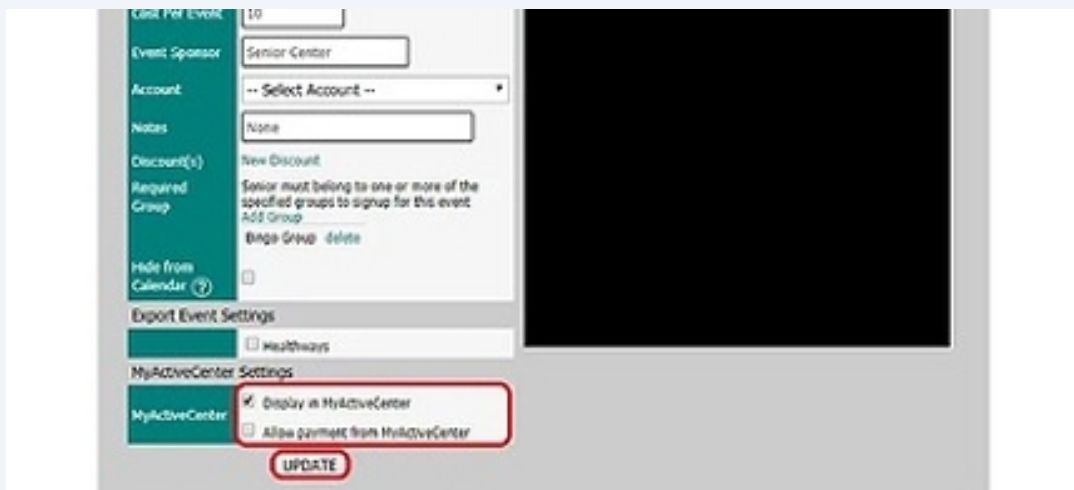 Cost Per Event 10
Event Sponsor Senior Center
Account -- Select Account --
Notes None
Discount(s) New Discount
Required Group
Senior must belong to one or more of the
specified groups to signup for this event
Add Group
Bingo Group delete
Hide from
Calendar (?)
Export Event Settings
Healthways
MyActiveCenter Settings
MyActiveCenter
Display in MyActiveCenter
Allow payment from MyActiveCenter
UPDATE